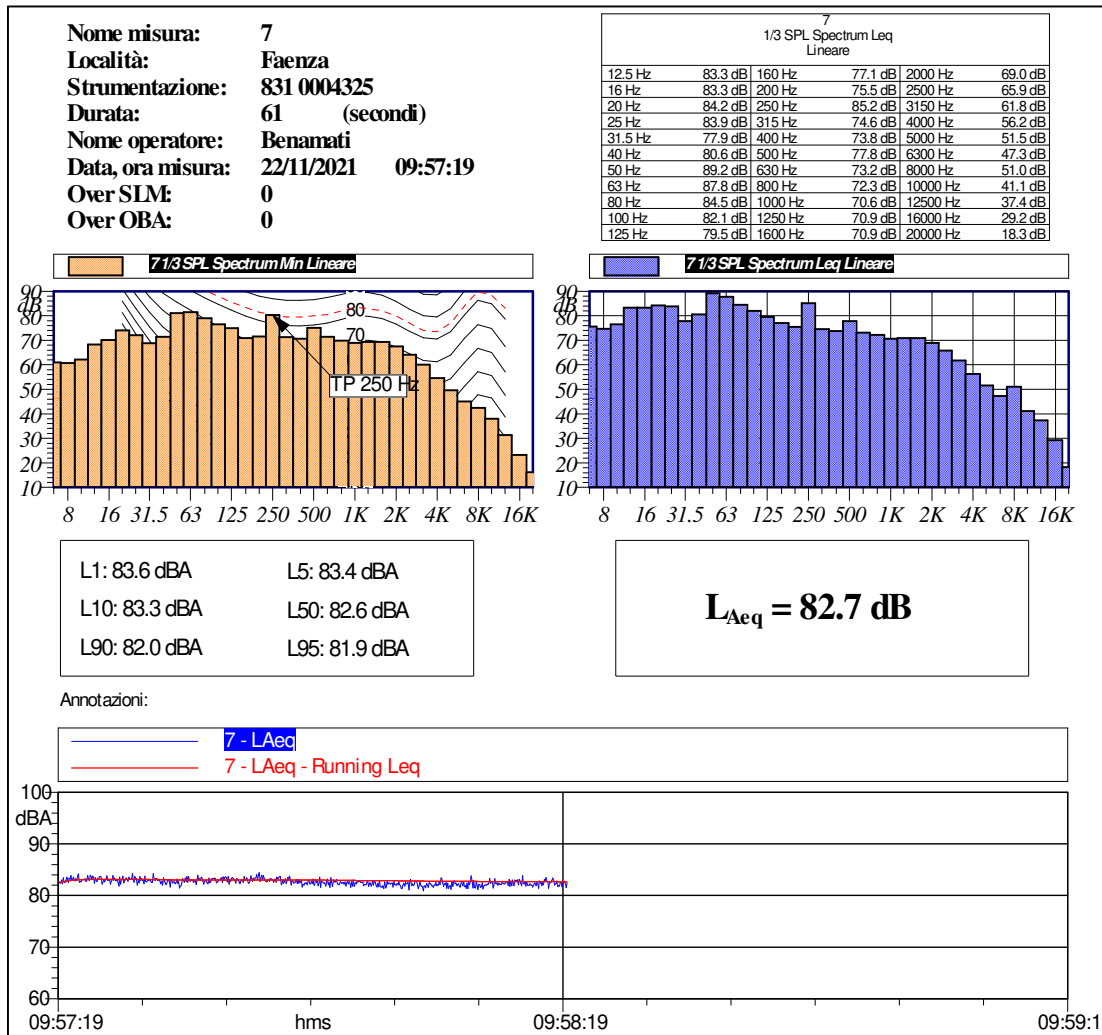 Nome misura: 7
Località: Faenza
Strumentazione: 831 0004325
Durata: 61 (secondi)
Nome operatore: Benamati
Data, ora misura: 22/11/2021 09:57:19
Over SLM: 0
Over OBA: 0
7
1/3 SPL Spectrum Leq
Lineare
12.5 Hz 83.3 dB 160 Hz 77.1 dB 2000 Hz 69.0 dB
16 Hz 83.3 dB 200 Hz 75.5 dB 2500 Hz 65.9 dB
20 Hz 84.2 dB 250 Hz 85.2 dB 3150 Hz 61.8 dB
25 Hz 83.9 dB 315 Hz 74.6 dB 4000 Hz 56.2 dB
31.5 Hz 77.9 dB 400 Hz 73.8 dB 5000 Hz 51.5 dB
40 Hz 80.6 dB 500 Hz 77.8 dB 6300 Hz 47.3 dB
50 Hz 89.2 dB 630 Hz 73.2 dB 8000 Hz 51.0 dB
63 Hz 87.8 dB 800 Hz 72.3 dB 10000 Hz 41.1 dB
80 Hz 84.5 dB 1000 Hz 70.6 dB 12500 Hz 37.4 dB
100 Hz 82.1 dB 1250 Hz 70.9 dB 16000 Hz 29.2 dB
125 Hz 79.5 dB 1600 Hz 70.9 dB 20000 Hz 18.3 dB
7 1/3 SPL Spectrum Min Lineare
90
dB
80
70
60
50
40
30
20
10
80
70
TP 250 Hz
8 16 31.5 63 125 250 500 1K 2K 4K 8K 16K
7 1/3 SPL Spectrum Leq Lineare
90
dB
80
70
60
50
40
30
20
10
8 16 31.5 63 125 250 500 1K 2K 4K 8K 16K
L1: 83.6 dBA L5: 83.4 dBA
L10: 83.3 dBA L50: 82.6 dBA
L90: 82.0 dBA L95: 81.9 dBA
LAeq = 82.7 dB
Annotazioni:
7 - LAeq
7 - LAeq - Running Leq
100
dBA
90
80
70
60
09:57:19 hms 09:58:19 09:59:1